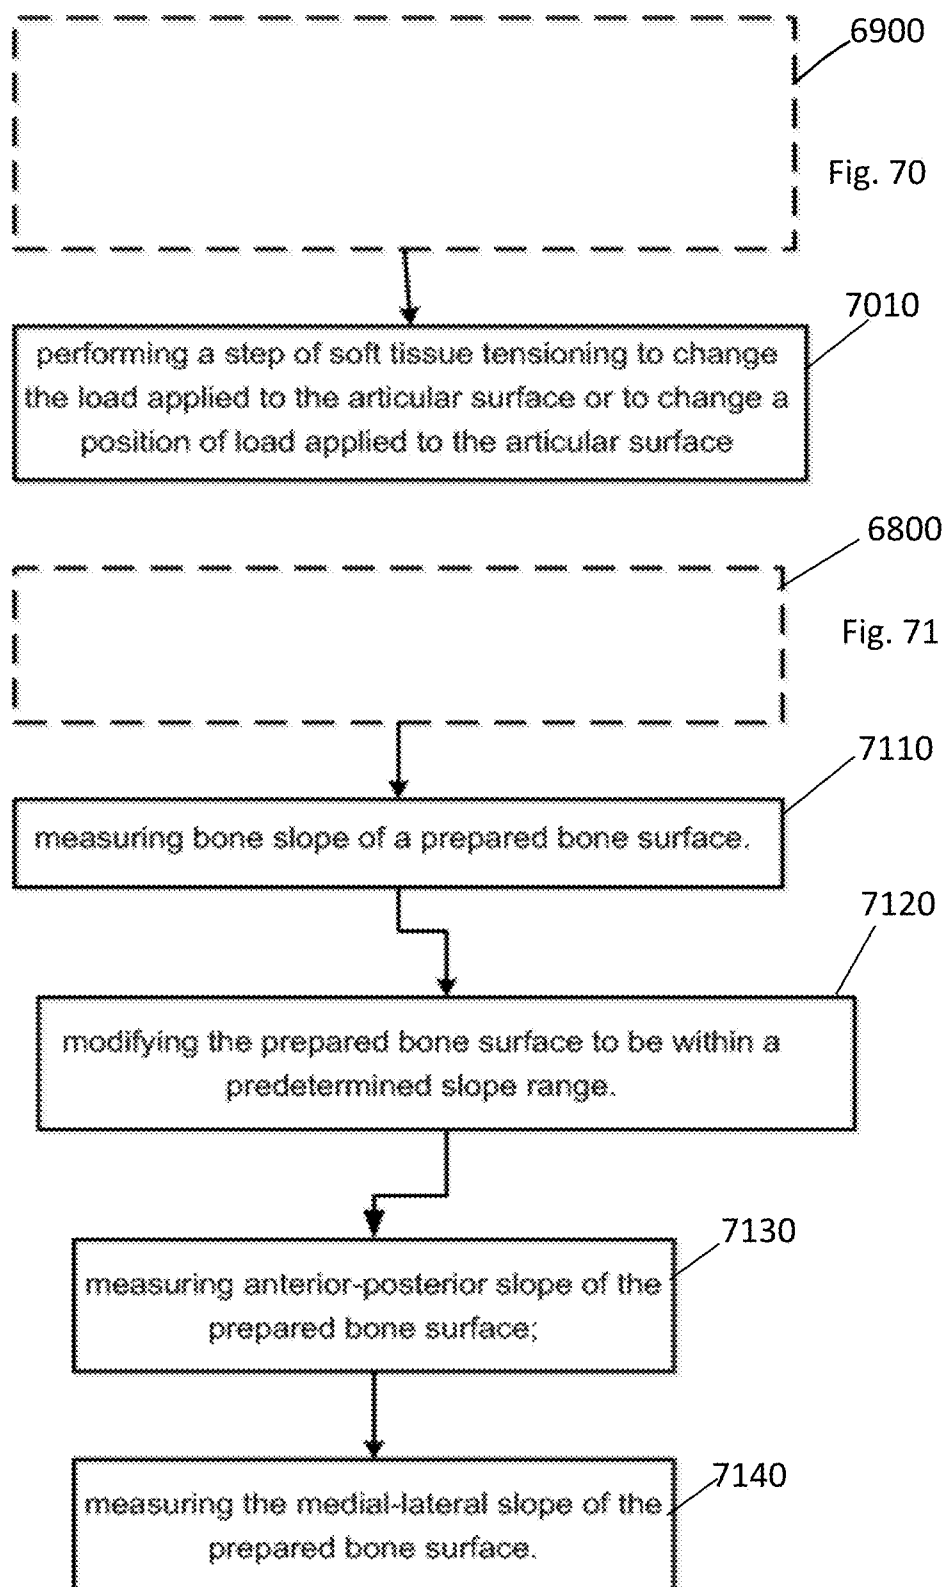 6900
Fig. 70
7010
performing a step of soft tissue tensioning to change
the load applied to the articular surface or to change a
position of load applied to the articular surface
6800
Fig. 71
7110
measuring bone slope of a prepared bone surface.
7120
modifying the prepared bone surface to be within a
predetermined slope range.
7130
measuring anterior-posterior slope of the
prepared bone surface;
7140
measuring the medial-lateral slope of the
prepared bone surface.